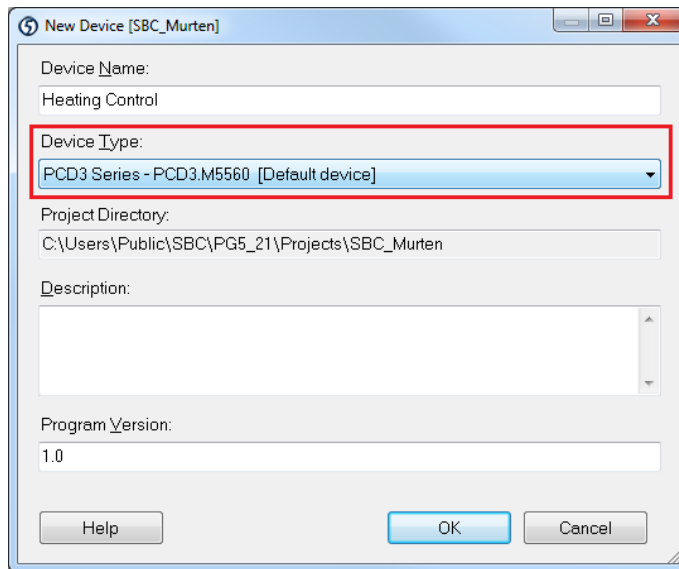 New Device [SBC_Murten]
Device Name:
Heating Control
Device Type:
PCD3 Series - PCD3.M5560 [Default device]
Project Directory:
C:\Users\Public\SBC\PG5_21\Projects\SBC_Murten
Description:
Program Version:
1.0
Help
OK
Cancel